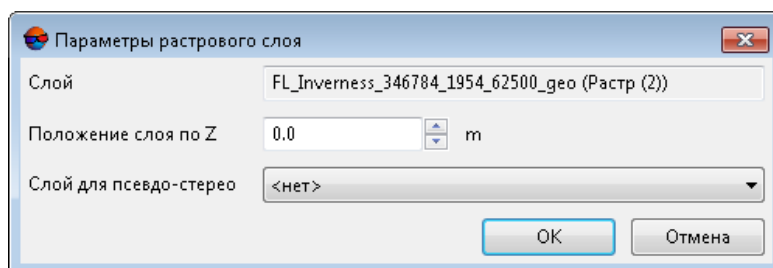 Параметры растрового слоя
Слой FL_Inverness_346784_1954_62500_geo (Растр (2))
Положение слоя по Z 0.0 m
Слой для псевдо-стерео <нет>
OK Отмена